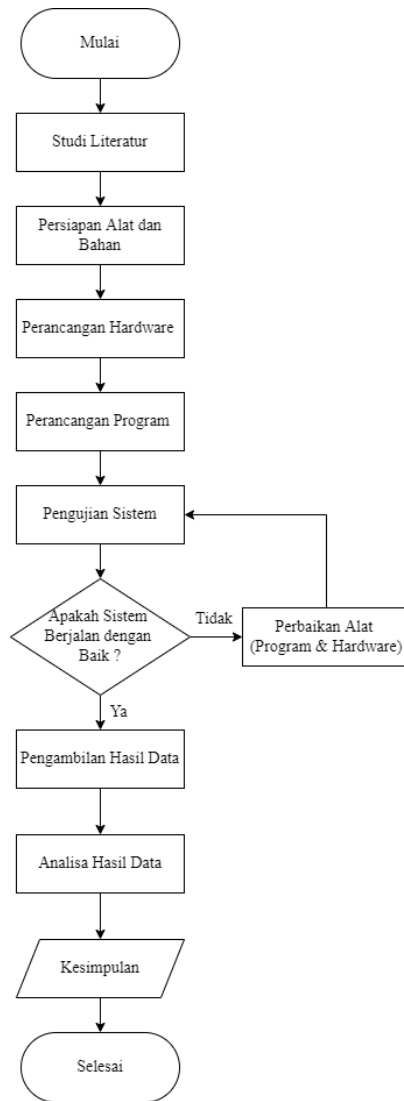 Mulai
Studi Literatur
Persiapan Alat dan
Bahan
Perancangan Hardware
Perancangan Program
Pengujian Sistem
Apakah Sistem
Berjalan dengan
Baik ?
Tidak
Perbaikan Alat
(Program & Hardware)
Ya
Pengambilan Hasil Data
Analisa Hasil Data
Kesimpulan
Selesai